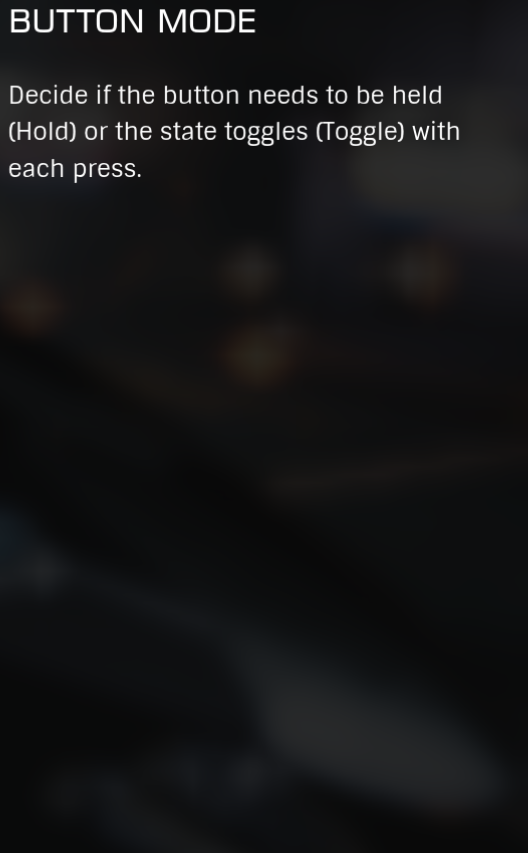 BUTTON MODE
Decide if the button needs to be held
(Hold) or the state toggles (Toggle) with
each press.